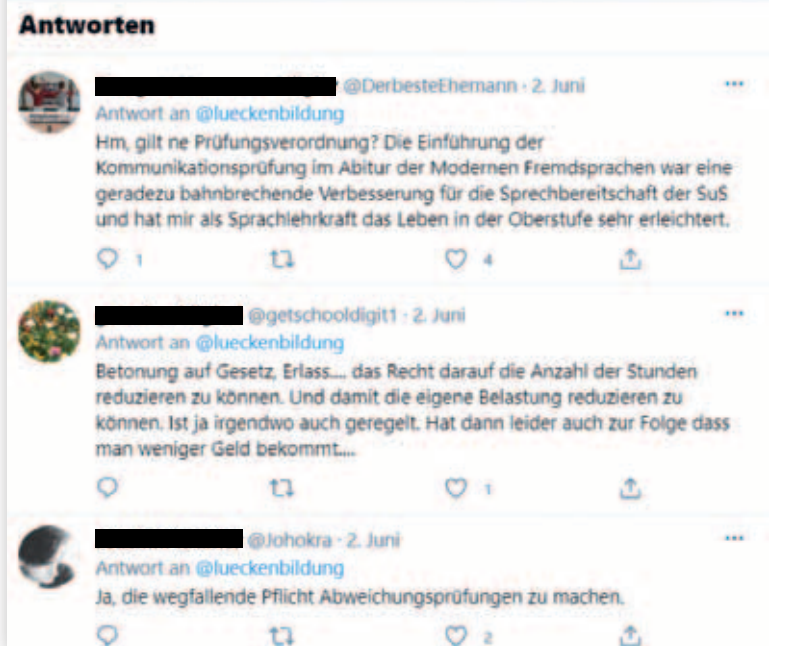 Antworten
@DerbesteEhemann · 2. Juni
Antwort an @lueckenbildung
Hm, gilt ne Prüfungsverordnung? Die Einführung der
Kommunikationsprüfung im Abitur der Modernen Fremdsprachen war eine
geradezu bahnbrechende Verbesserung für die Sprechbereitschaft der SuS
und hat mir als Sprachlehrkraft das Leben in der Oberstufe sehr erleichtert.
1 4
@getschooldigit1 · 2. Juni
Antwort an @lueckenbildung
Betonung auf Gesetz, Erlass.... das Recht darauf die Anzahl der Stunden
reduzieren zu können. Und damit die eigene Belastung reduzieren zu
können. Ist ja irgendwo auch geregelt. Hat dann leider auch zur Folge dass
man weniger Geld bekommt....
1
@Johokra · 2. Juni
Antwort an @lueckenbildung
Ja, die wegfallende Pflicht Abweichungsprüfungen zu machen.
2